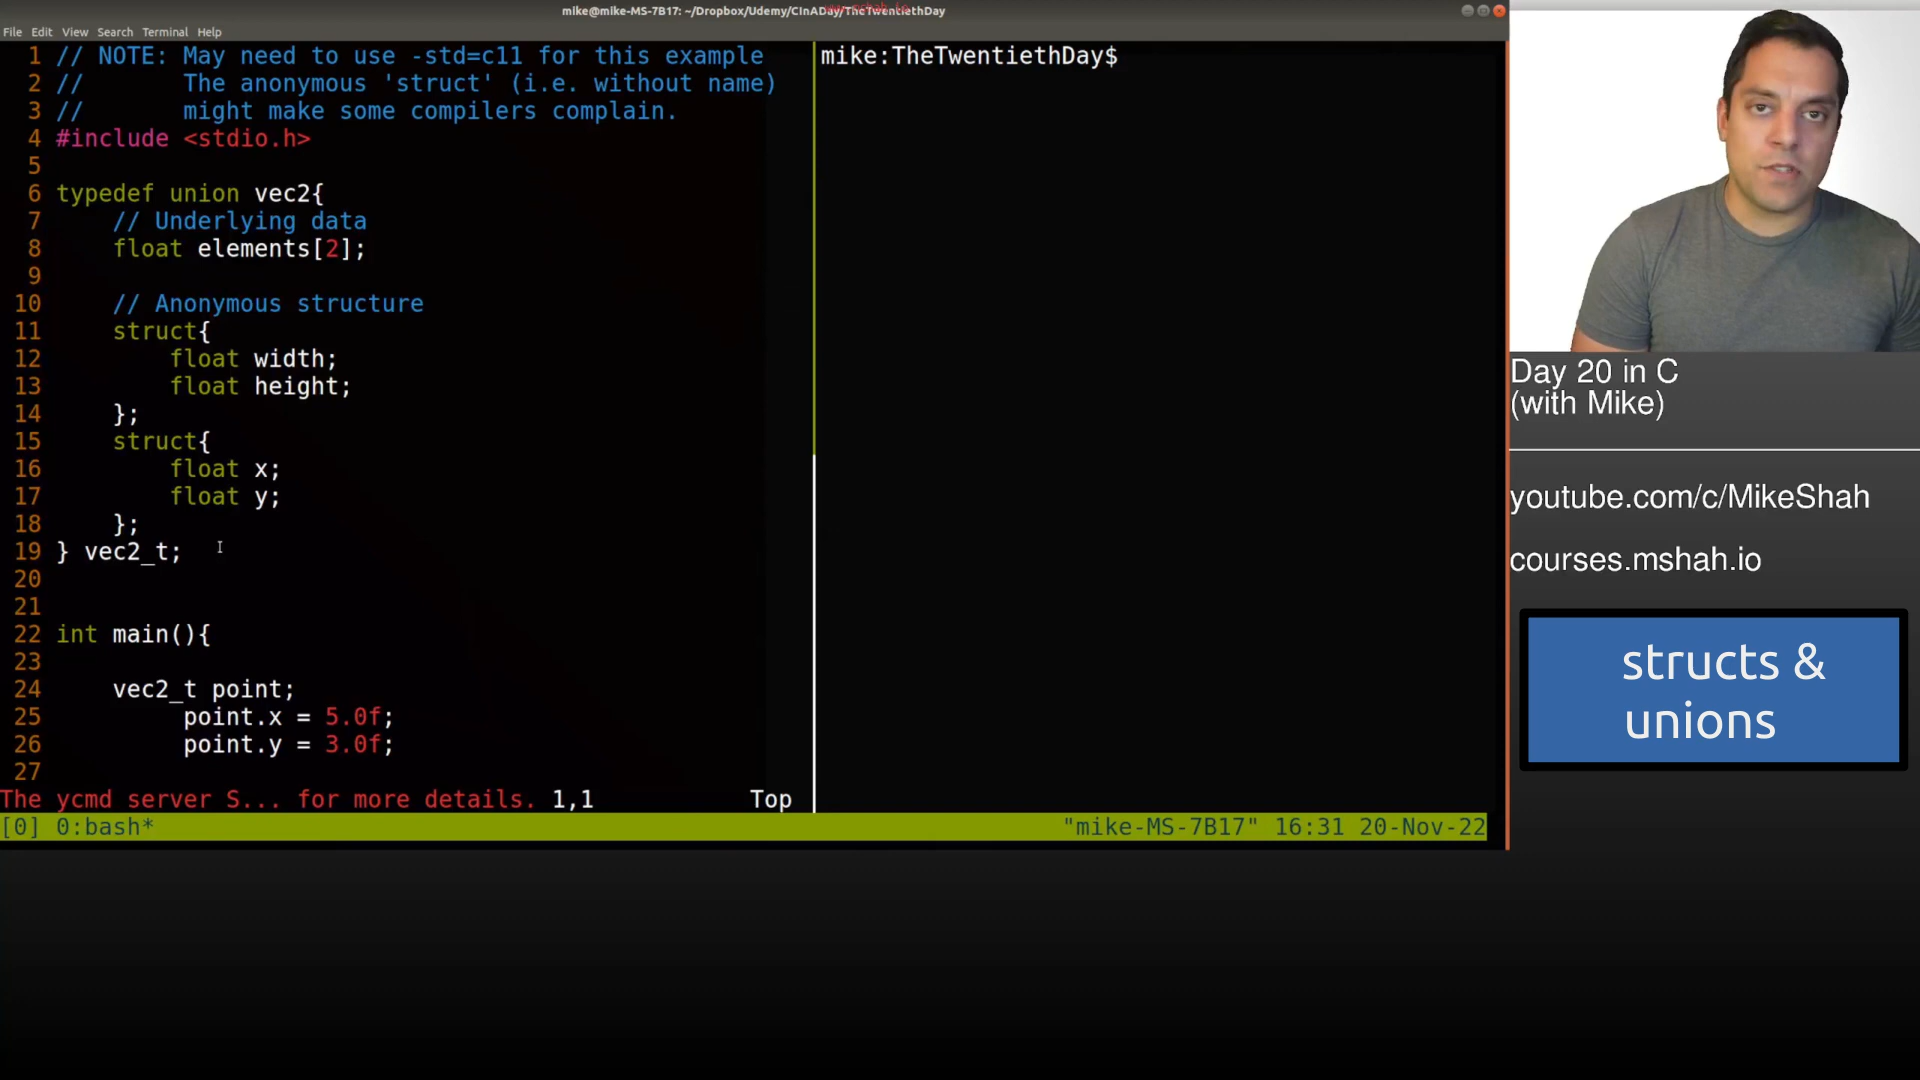 mike@mike-MS-7B17: ~/Dropbox/Udemy/CInADay/TheTwentiethDay
www.mshah.io
File Edit View Search Terminal Help
1 // NOTE: May need to use -std=c11 for this example
2 //       The anonymous 'struct' (i.e. without name)
3 //       might make some compilers complain.
4 #include <stdio.h>
5
6 typedef union vec2{
7     // Underlying data
8     float elements[2];
9
10     // Anonymous structure
11     struct{
12         float width;
13         float height;
14     };
15     struct{
16         float x;
17         float y;
18     };
19 } vec2_t;
20
21
22 int main(){
23
24     vec2_t point;
25          point.x = 5.0f;
26          point.y = 3.0f;
27
The ycmd server S... for more details. 1,1 Top
[0] 0:bash*
mike:TheTwentiethDay$
"mike-MS-7B17" 16:31 20-Nov-22
Day 20 in C
(with Mike)
youtube.com/c/MikeShah
courses.mshah.io
structs &
unions